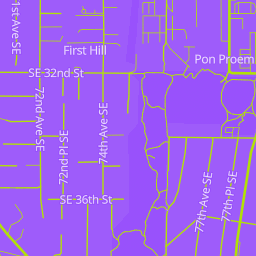 1st Ave SE
First Hill
Pon Proem
SE 32nd St
72nd Ave SE
74th Ave SE
72nd Pl SE
SE 36th St
77th Ave SE
77th Pl SE